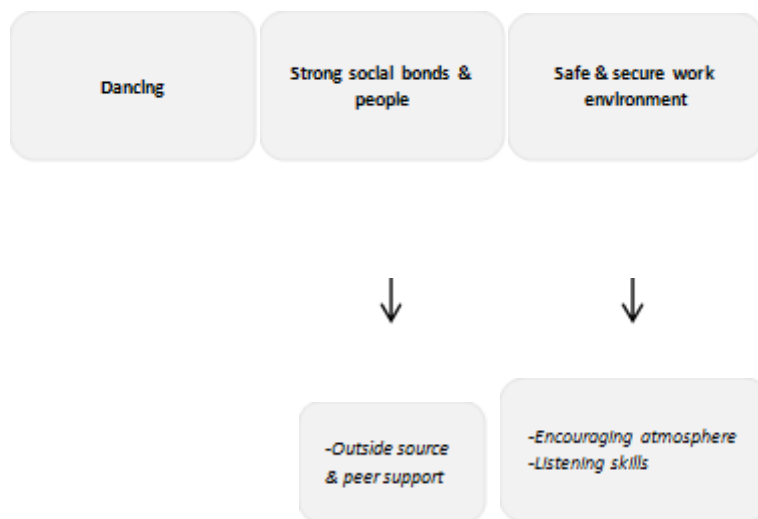 Dancing
Strong social bonds &
people
Safe & secure work
environment
-Outside source
& peer support
-Encouraging atmosphere
-Listening skills